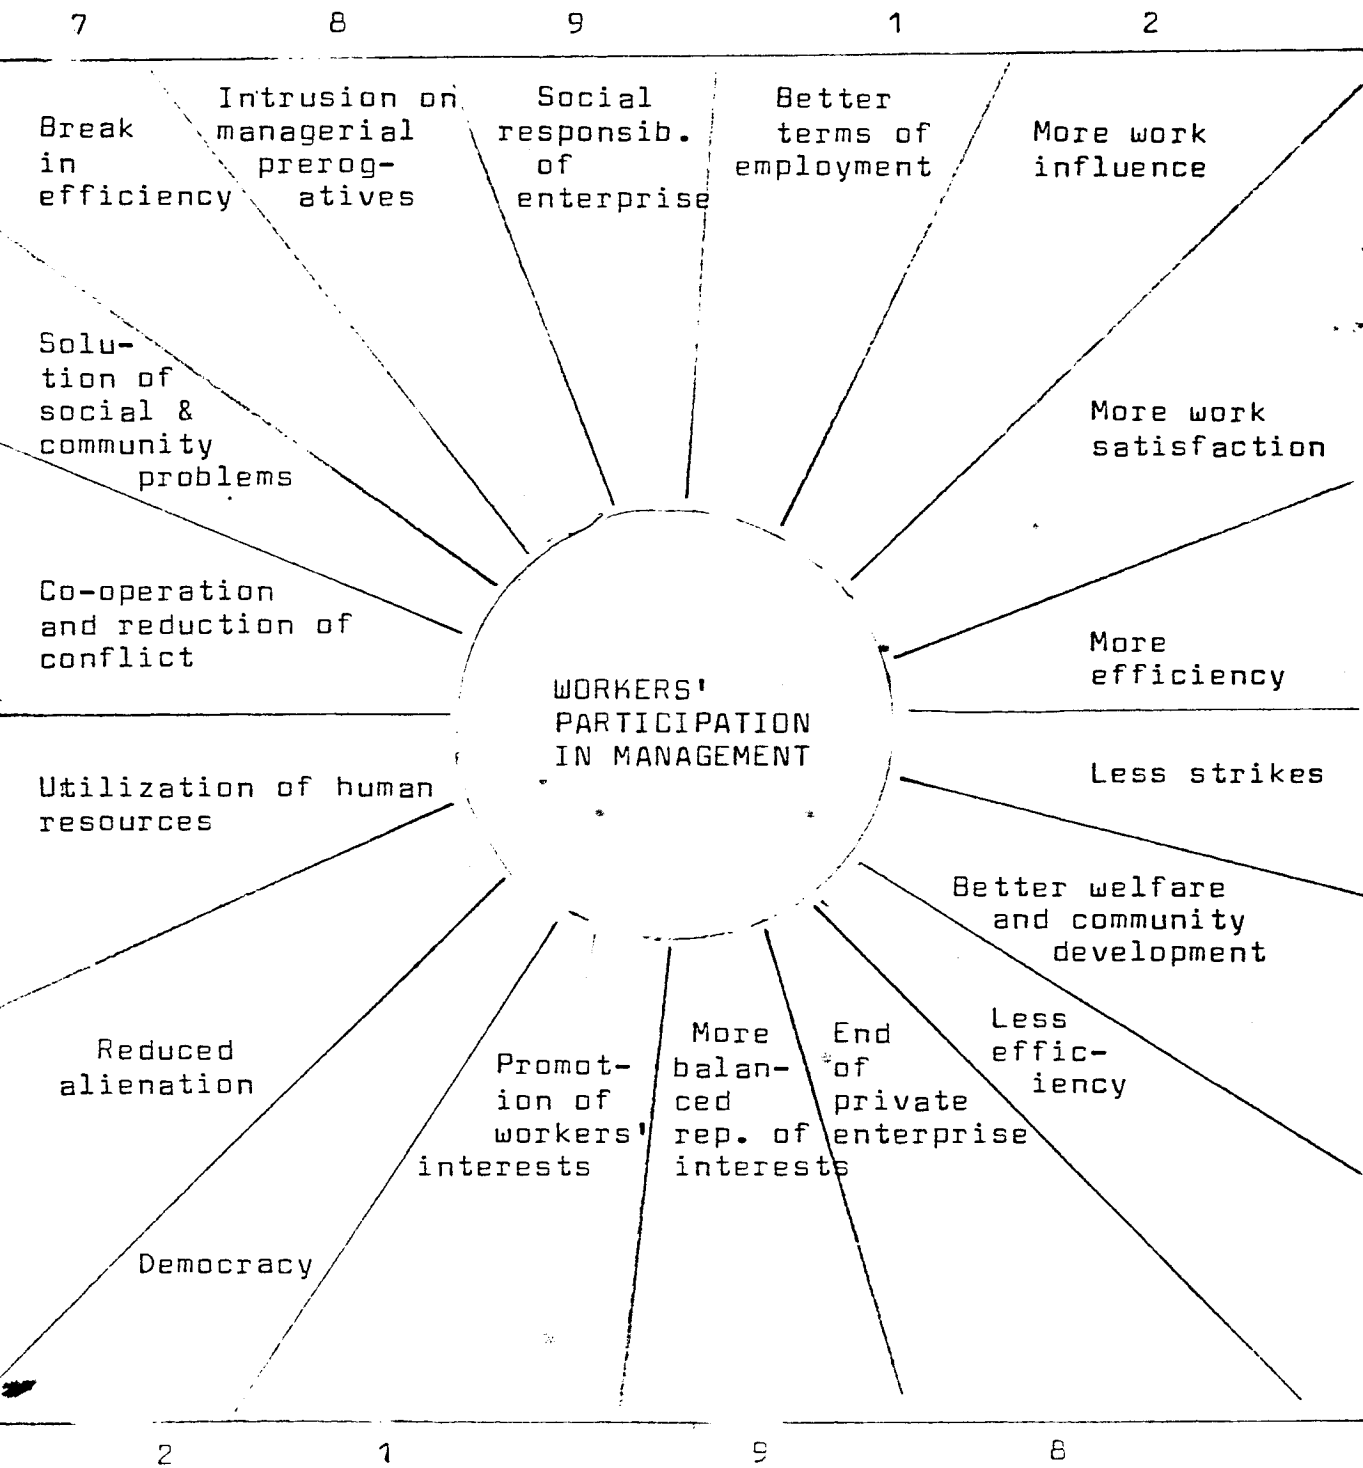 7 8 9 1 2
Break
in
efficiency
Intrusion on
managerial
prerog-
atives
Social
responsib.
of
enterprise
Better
terms of
employment
More work
influence
Solu-
tion of
social &
community
problems
More work
satisfaction
Co-operation
and reduction of
conflict
More
efficiency
WORKERS'
PARTICIPATION
IN MANAGEMENT
Utilization of human
resources
Less strikes
Better welfare
and community
development
Reduced
alienation
Democracy
Promot-
ion of
workers'
interests
More
balan-
ced
rep. of
interests
End
of
private
enterprise
Less
effic-
iency
2 1 9 8